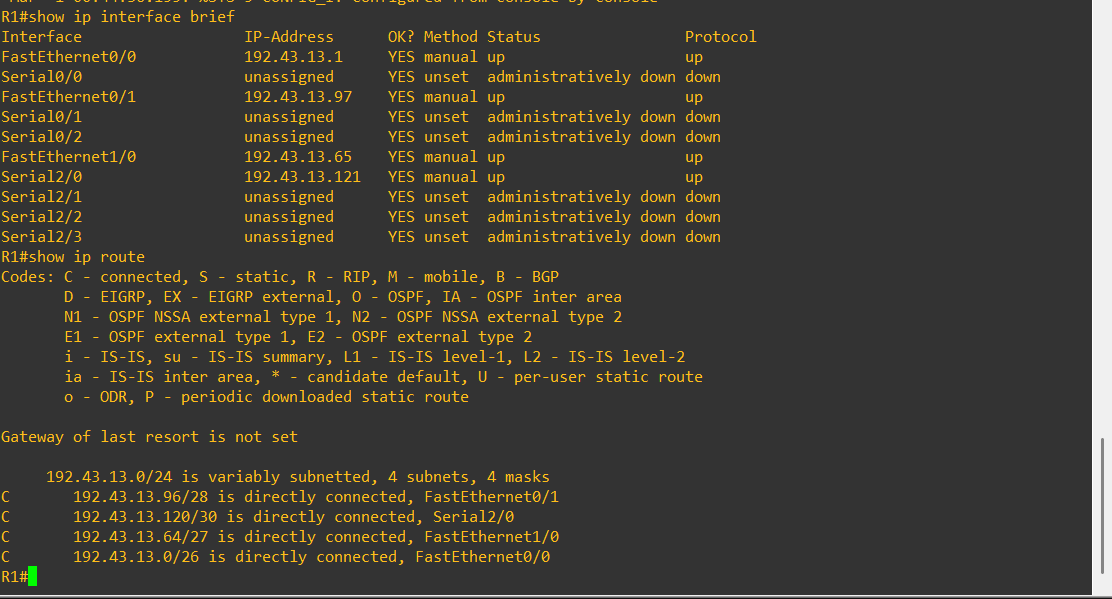 R1#show ip interface brief
Interface                  IP-Address      OK? Method Status                Protocol
FastEthernet0/0            192.43.13.1     YES manual up                    up
Serial0/0                  unassigned      YES unset  administratively down down
FastEthernet0/1            192.43.13.97    YES manual up                    up
Serial0/1                  unassigned      YES unset  administratively down down
Serial0/2                  unassigned      YES unset  administratively down down
FastEthernet1/0            192.43.13.65    YES manual up                    up
Serial2/0                  192.43.13.121   YES manual up                    up
Serial2/1                  unassigned      YES unset  administratively down down
Serial2/2                  unassigned      YES unset  administratively down down
Serial2/3                  unassigned      YES unset  administratively down down
R1#show ip route
Codes: C - connected, S - static, R - RIP, M - mobile, B - BGP
       D - EIGRP, EX - EIGRP external, O - OSPF, IA - OSPF inter area
       N1 - OSPF NSSA external type 1, N2 - OSPF NSSA external type 2
       E1 - OSPF external type 1, E2 - OSPF external type 2
       i - IS-IS, su - IS-IS summary, L1 - IS-IS level-1, L2 - IS-IS level-2
       ia - IS-IS inter area, * - candidate default, U - per-user static route
       o - ODR, P - periodic downloaded static route
Gateway of last resort is not set
     192.43.13.0/24 is variably subnetted, 4 subnets, 4 masks
C       192.43.13.96/28 is directly connected, FastEthernet0/1
C       192.43.13.120/30 is directly connected, Serial2/0
C       192.43.13.64/27 is directly connected, FastEthernet1/0
C       192.43.13.0/26 is directly connected, FastEthernet0/0
R1#